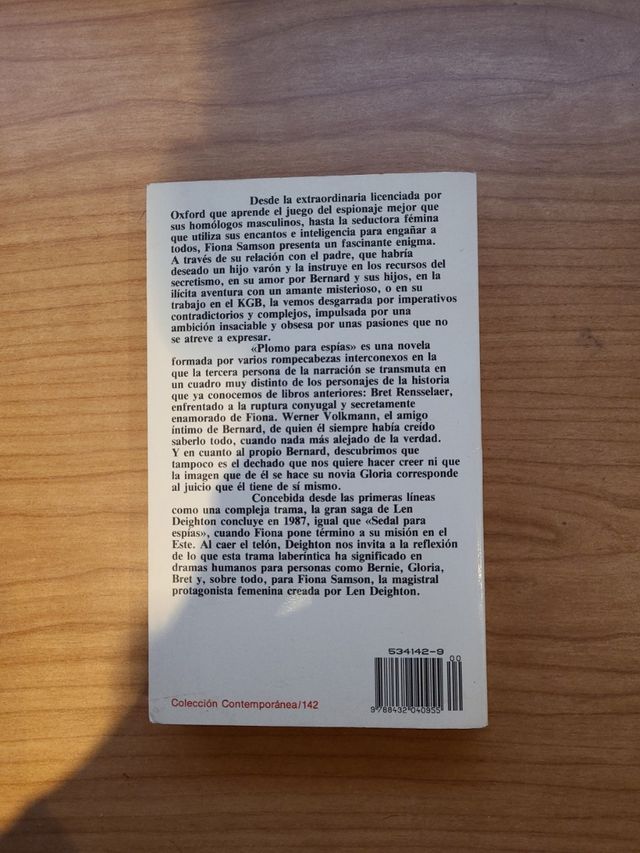 Desde la extraordinaria licenciada por
Oxford que aprende el juego del espionaje mejor que
sus homólogos masculinos, hasta la seductora fémina
que utiliza sus encantos e inteligencia para engañar a
todos, Fiona Samson presenta un fascinante enigma.
A través de su relación con el padre, que habría
deseado un hijo varón y la instruye en los recursos del
secretismo, en su amor por Bernard y sus hijos, en la
ilícita aventura con un amante misterioso, o en su
trabajo en el KGB, la vemos desgarrada por imperativos
contradictorios y complejos, impulsada por una
ambición insaciable y obsesa por unas pasiones que no
se atreve a expresar.
«Plomo para espías» es una novela
formada por varios rompecabezas interconexos en la
que la tercera persona de la narración se transmuta en
un cuadro muy distinto de los personajes de la historia
que ya conocemos de libros anteriores: Bret Rensselaer,
enfrentado a la ruptura conyugal y secretamente
enamorado de Fiona. Werner Volkmann, el amigo
íntimo de Bernard, de quien él siempre había creído
saberlo todo, cuando nada más alejado de la verdad.
Y en cuanto al propio Bernard, descubrimos que
tampoco es el dechado que nos quiere hacer creer ni que
la imagen que de él se hace su novia Gloria corresponde
al juicio que él tiene de sí mismo.
Concebida desde las primeras líneas
como una compleja trama, la gran saga de Len
Deighton concluye en 1987, igual que «Sedal para
espías», cuando Fiona pone término a su misión en el
Este. Al caer el telón, Deighton nos invita a la reflexión
de lo que esta trama laberíntica ha significado en
dramas humanos para personas como Bernie, Gloria,
Bret y, sobre todo, para Fiona Samson, la magistral
protagonista femenina creada por Len Deighton.
534142-9
00
9 788432 040955
Colección Contemporánea/142